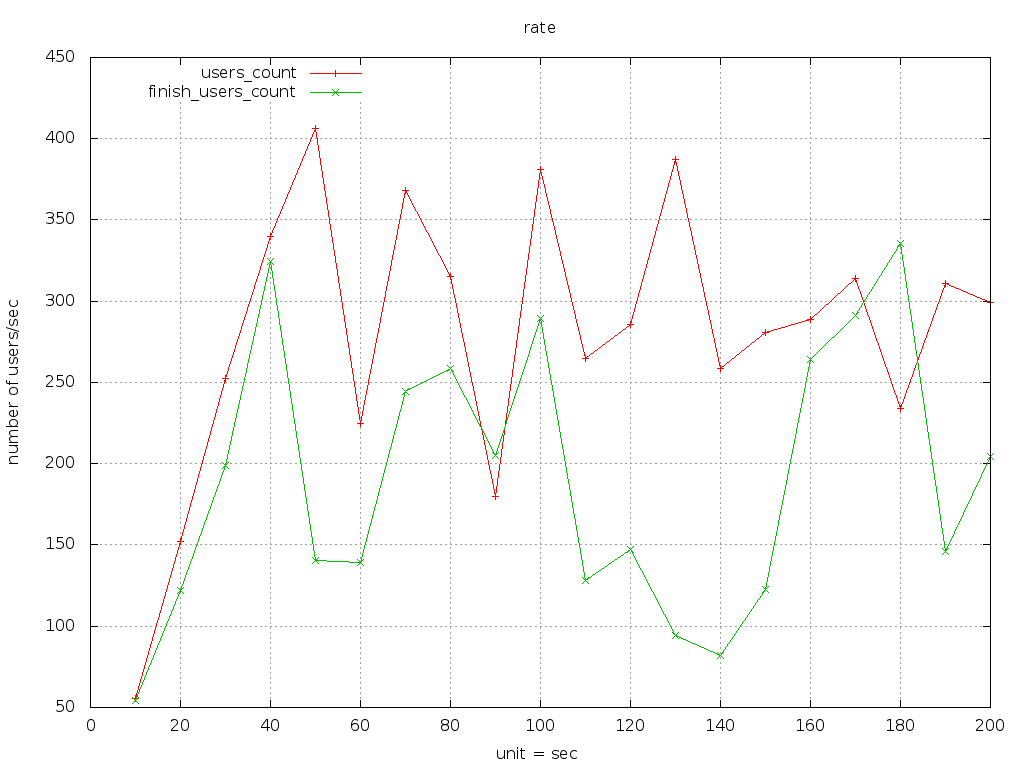 rate
450
400
350
300
250
200
150
100
50
number of users/sec
users_count
finish_users_count
0 20 40 60 80 100 120 140 160 180 200
unit = sec